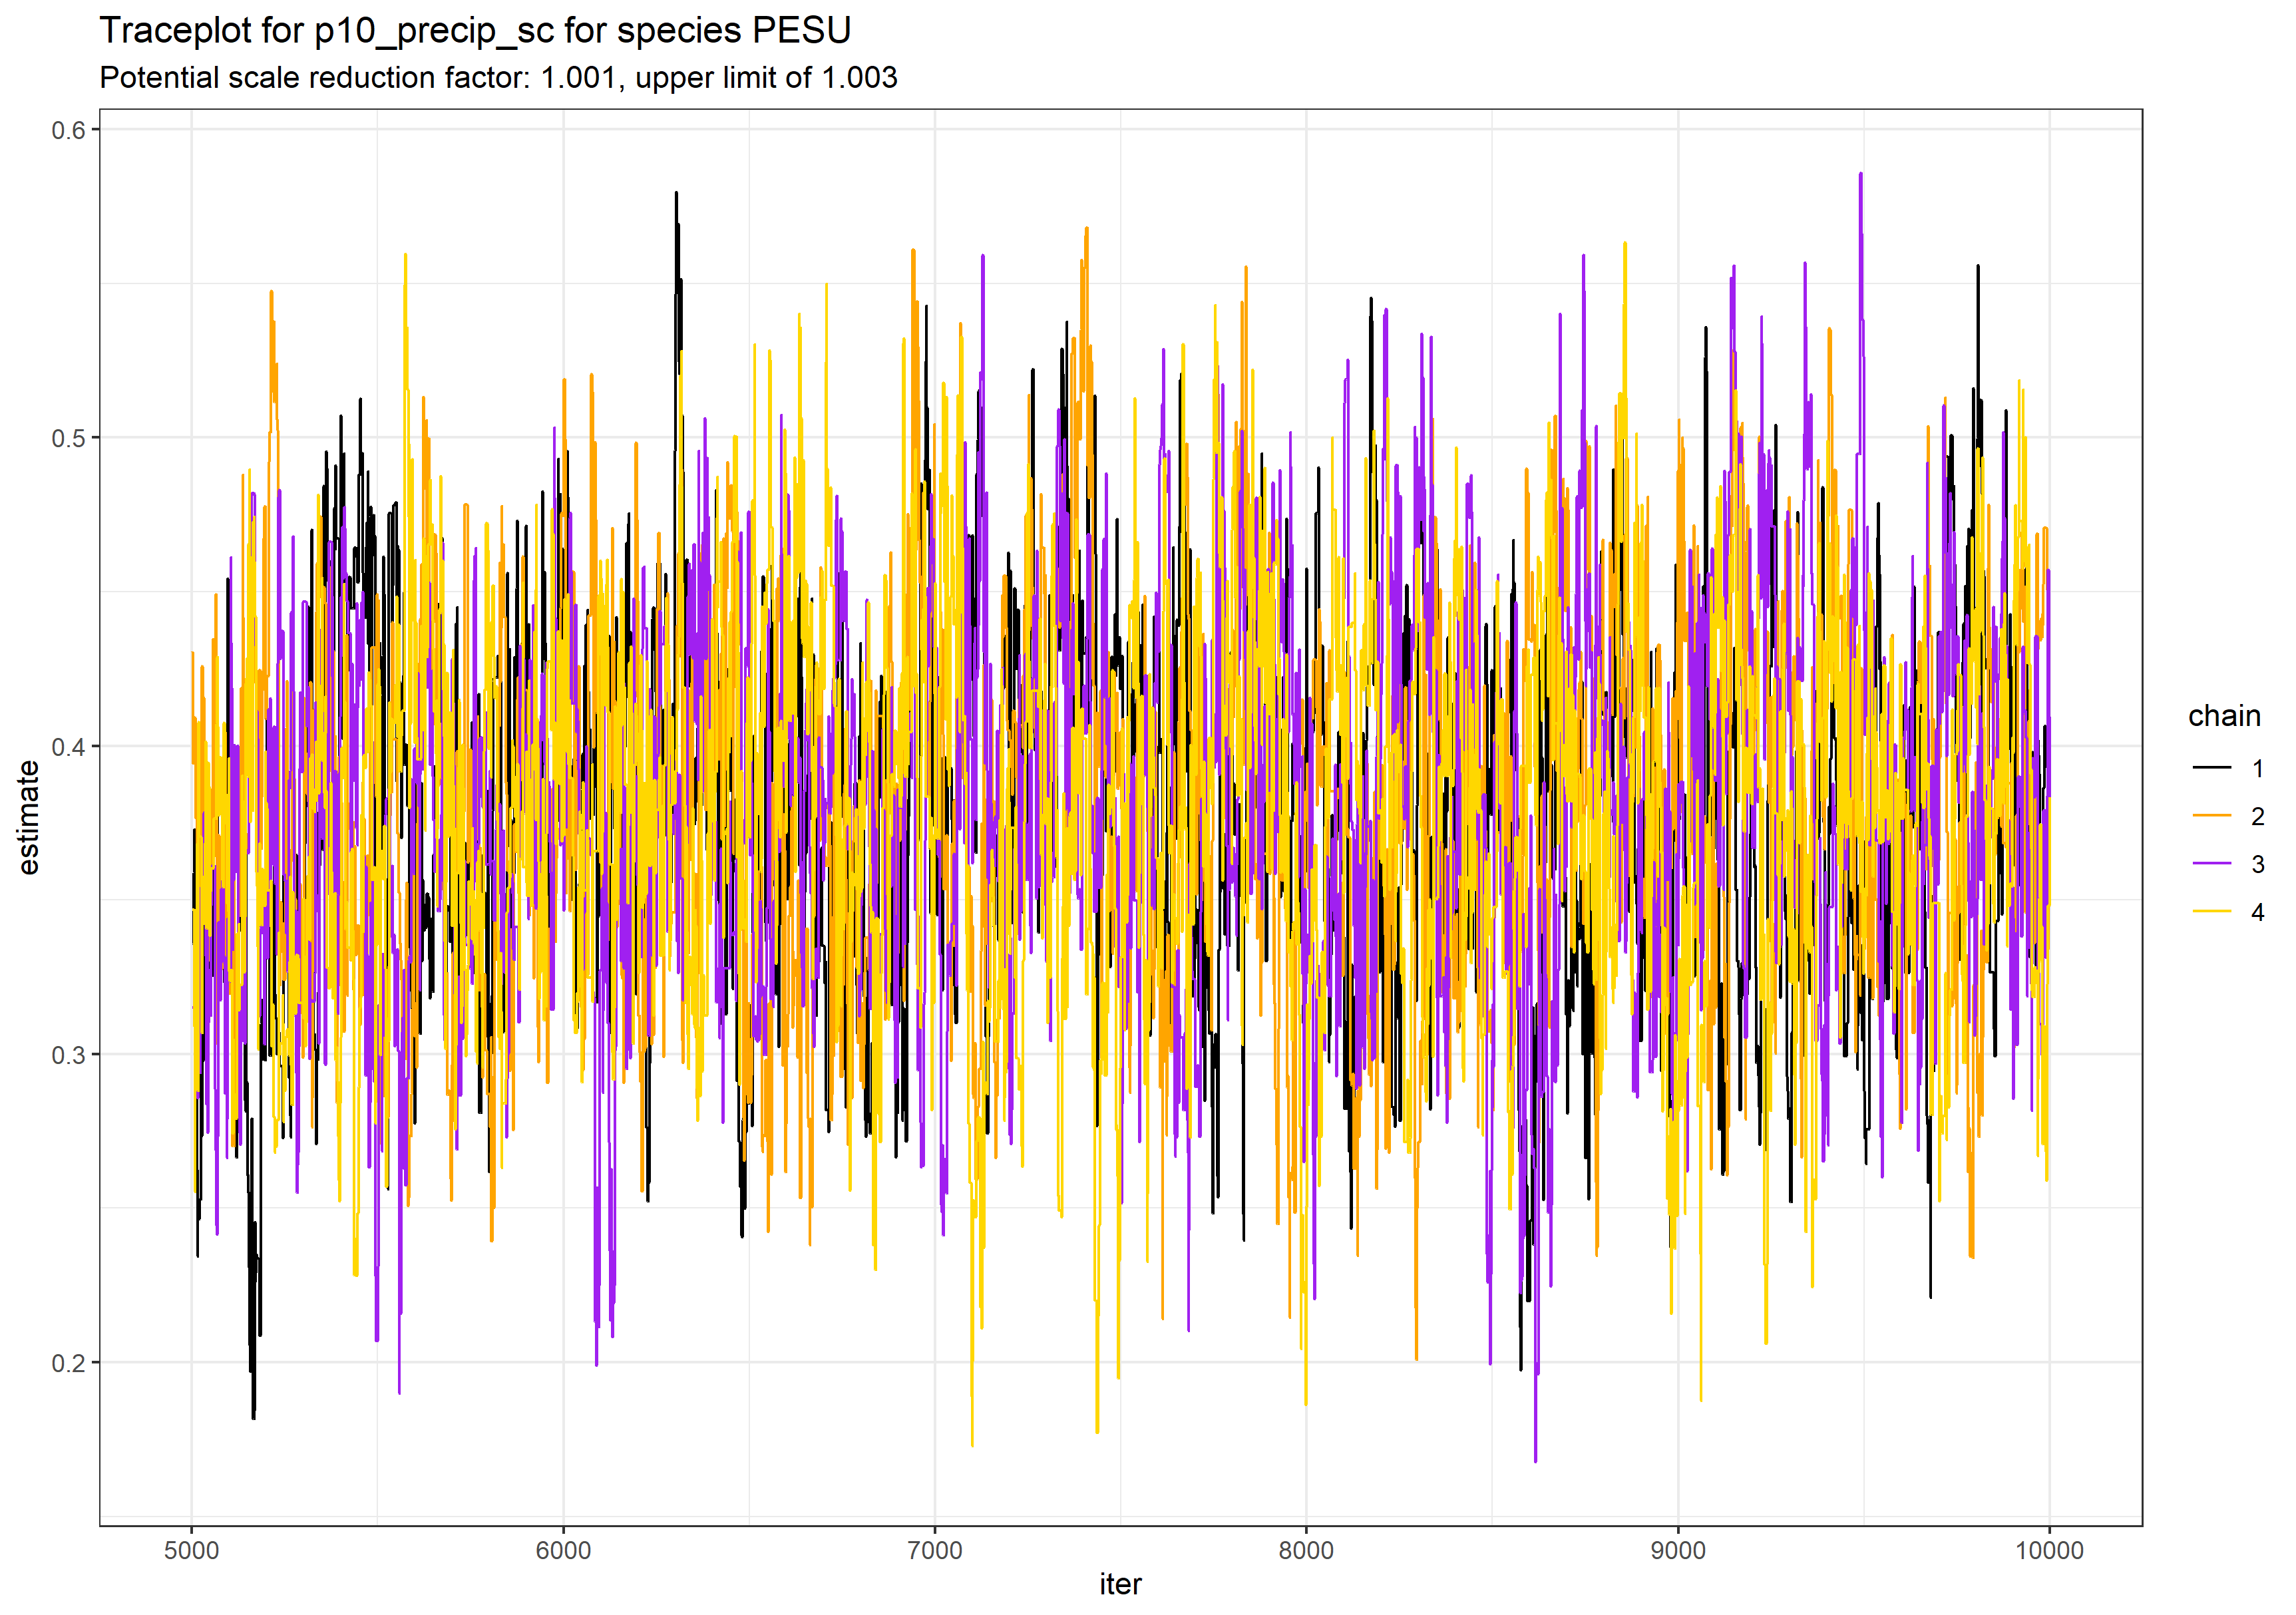 Traceplot for p10_precip_sc for species PESU
Potential scale reduction factor: 1.001, upper limit of 1.003
0.6
0.5
0.4
0.3
0.2
estimate
5000 6000 7000 8000 9000 10000
iter
chain
1
2
3
4